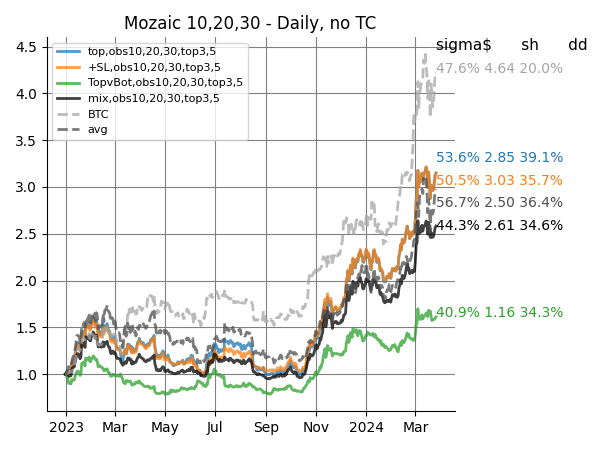 Mozaic 10,20,30 - Daily, no TC
sigma$ sh dd
top,obs10,20,30,top3,5
+SL,obs10,20,30,top3,5
TopvBot,obs10,20,30,top3,5
mix,obs10,20,30,top3,5
BTC
avg
47.6% 4.64 20.0%
53.6% 2.85 39.1%
50.5% 3.03 35.7%
56.7% 2.50 36.4%
44.3% 2.61 34.6%
40.9% 1.16 34.3%
4.5
4.0
3.5
3.0
2.5
2.0
1.5
1.0
2023 Mar May Jul Sep Nov 2024 Mar